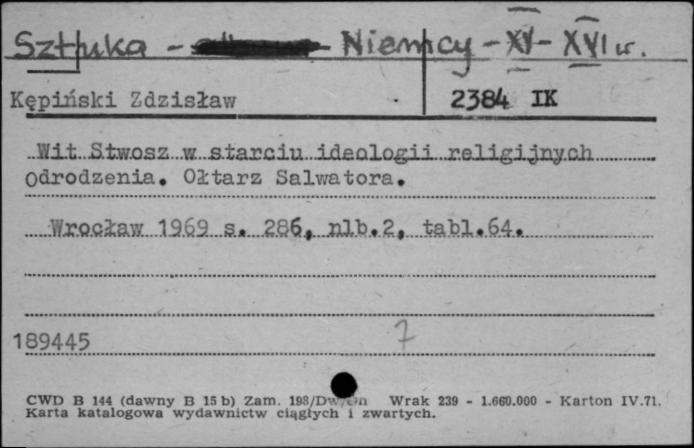 Sztuka - Niemcy - XV - XVI w.
Kępiński Zdzisław 2384 IK
Wit Stwosz w starciu ideologii religijnych
Odrodzenia. Ołtarz Salwatora.
Wrocław 1969 s. 286, nlb.2, tabl.64.
189445 7
CWD B 144 (dawny B 15 b) Zam. Wrak 239 - 1.660.000 - Karton IV.71.
Karta katalogowa wydawnictw ciągłych i zwartych.